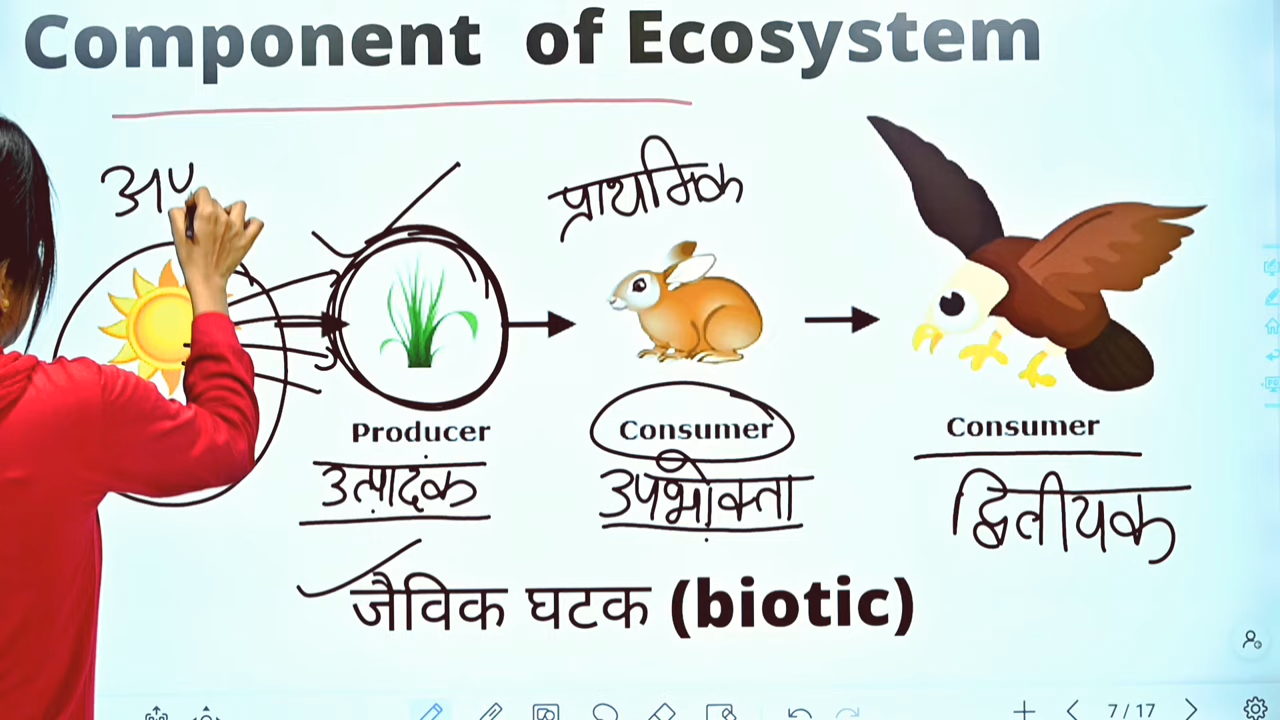 Component of Ecosystem
प्राथमिक
Producer
Consumer
Consumer
उत्पादक
उपभोक्ता
द्वितीयक
जैविक घटक (biotic)
7 / 17